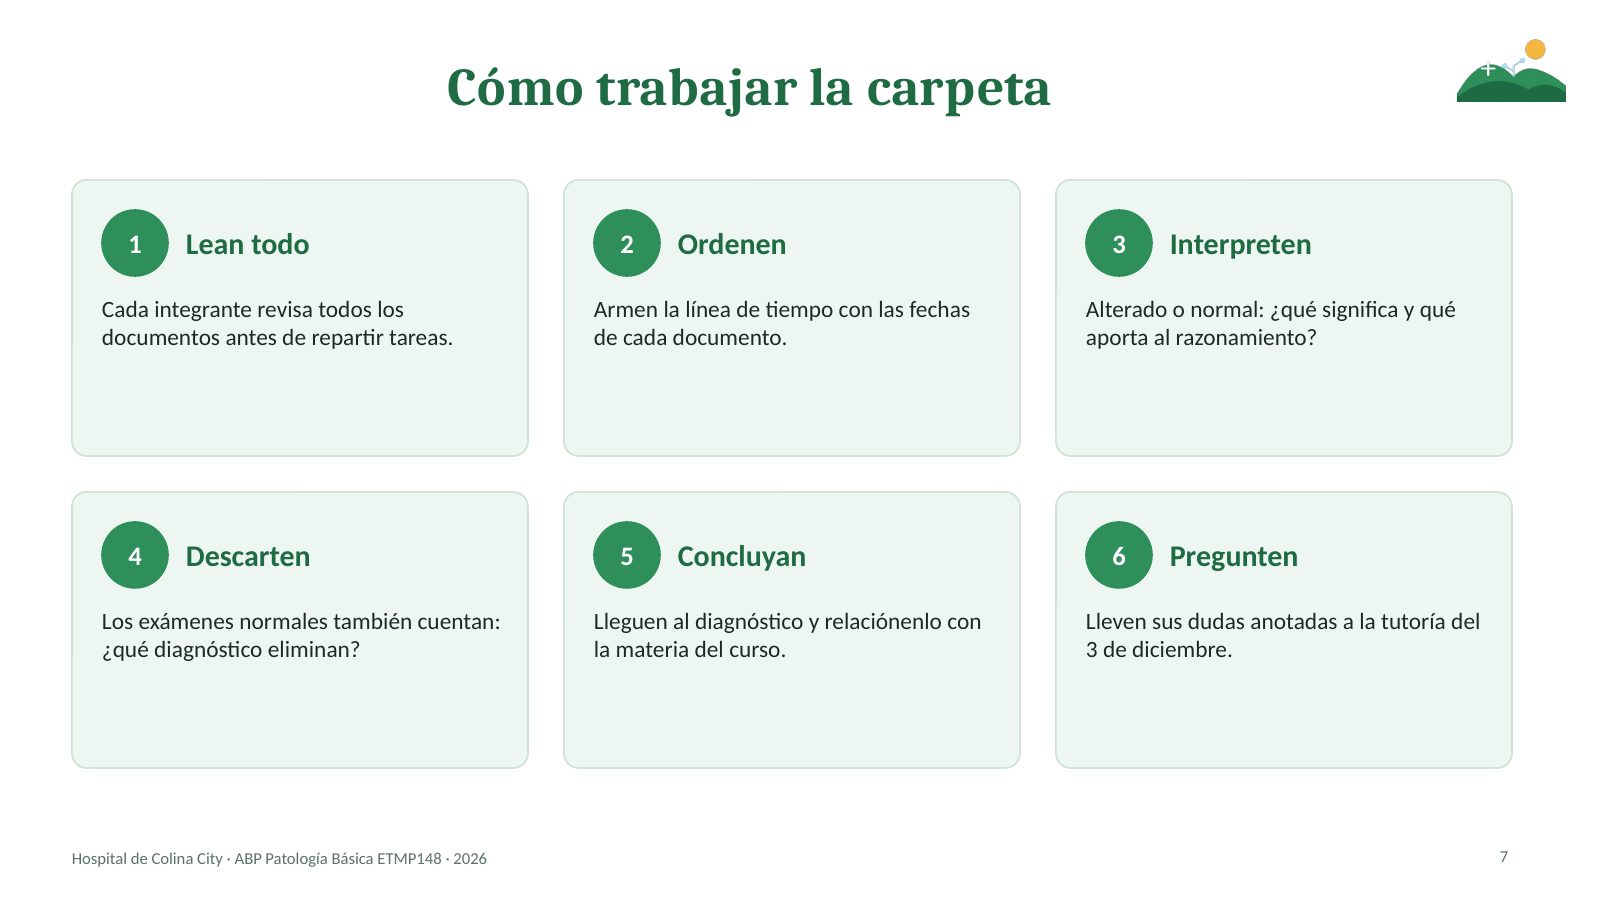 Cómo trabajar la carpeta
1 Lean todo
Cada integrante revisa todos los
documentos antes de repartir tareas.
2 Ordenen
Armen la línea de tiempo con las fechas
de cada documento.
3 Interpreten
Alterado o normal: ¿qué significa y qué
aporta al razonamiento?
4 Descarten
Los exámenes normales también cuentan:
¿qué diagnóstico eliminan?
5 Concluyan
Lleguen al diagnóstico y relaciónenlo con
la materia del curso.
6 Pregunten
Lleven sus dudas anotadas a la tutoría del
3 de diciembre.
Hospital de Colina City · ABP Patología Básica ETMP148 · 2026
7